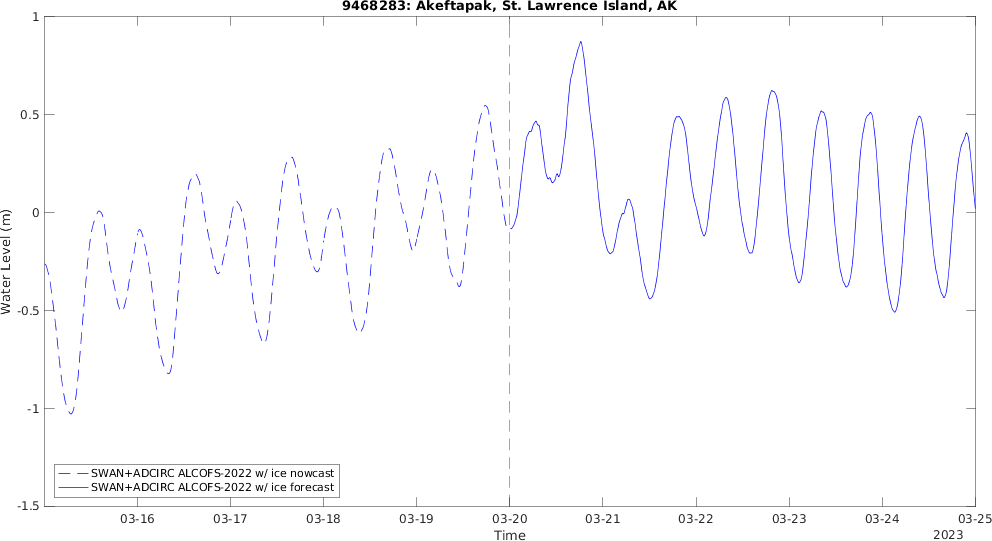 9468283: Akeftapak, St. Lawrence Island, AK
1
0.5
0
-0.5
-1
-1.5
Water Level (m)
SWAN+ADCIRC ALCOFS-2022 w/ ice nowcast
SWAN+ADCIRC ALCOFS-2022 w/ ice forecast
03-16 03-17 03-18 03-19 03-20 03-21 03-22 03-23 03-24 03-25
Time
2023